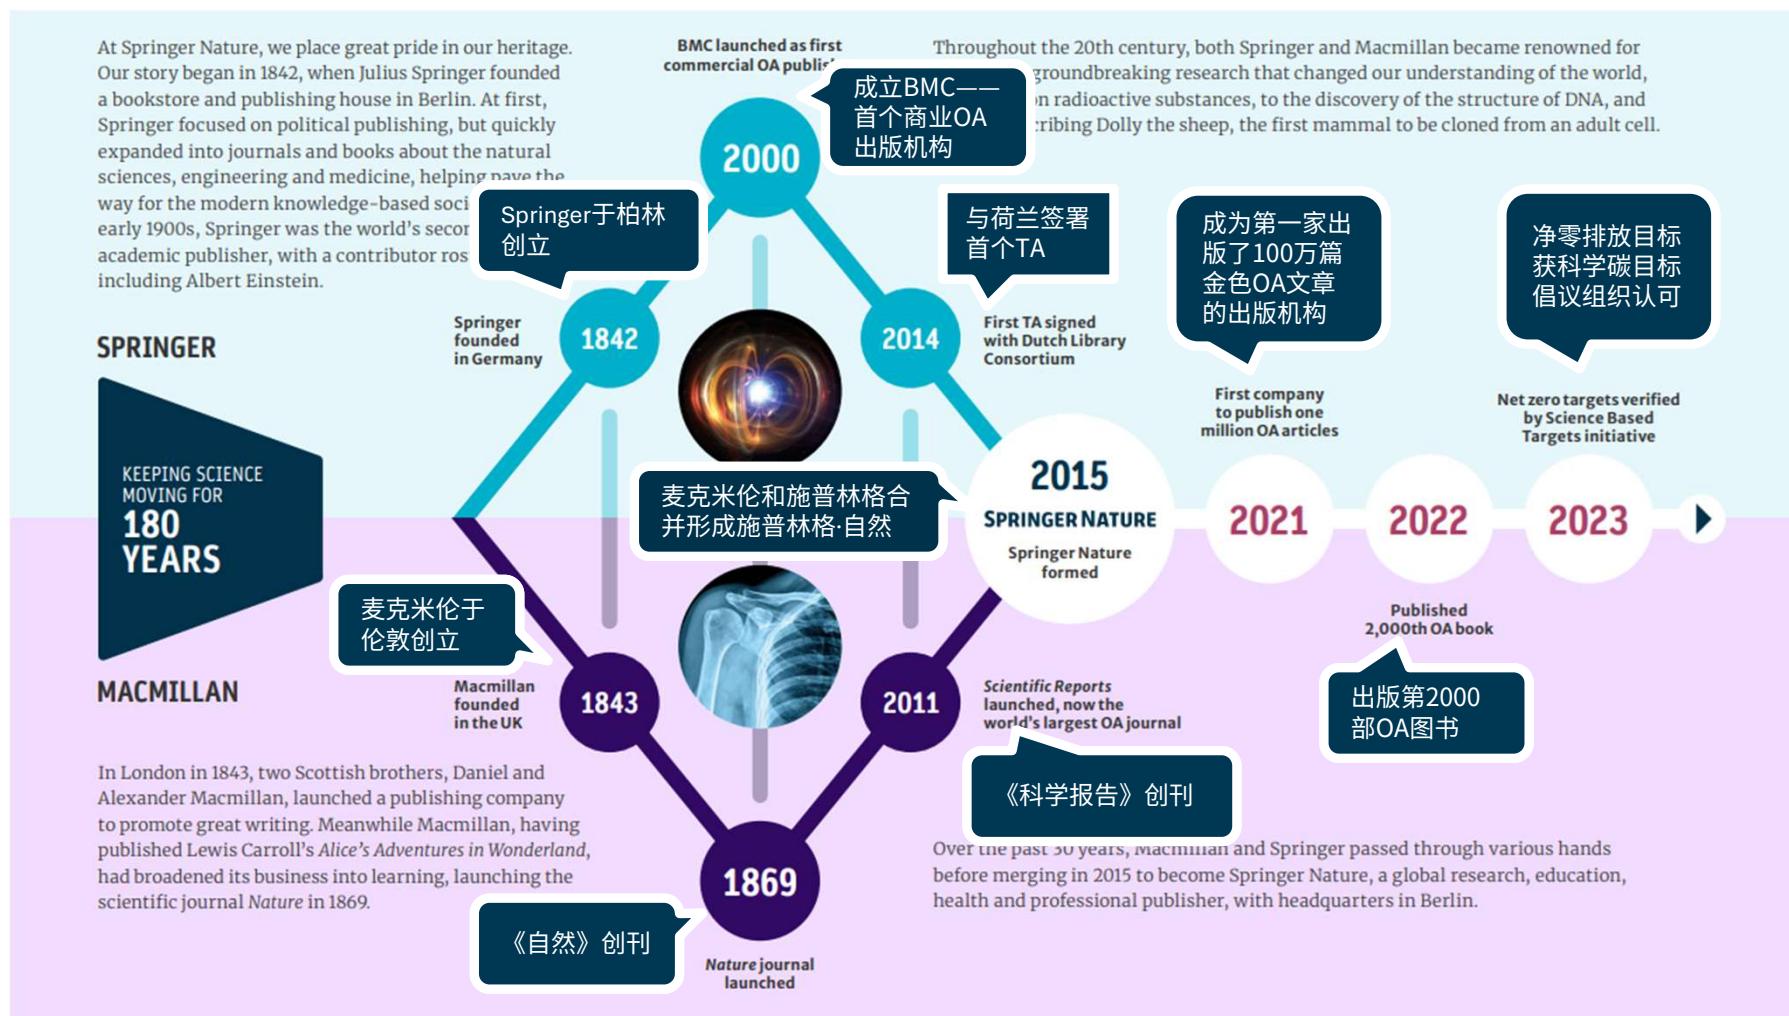 At Springer Nature, we place great pride in our heritage.
Our story began in 1842, when Julius Springer founded
a bookstore and publishing house in Berlin. At first,
Springer focused on political publishing, but quickly
expanded into journals and books about the natural
sciences, engineering and medicine, helping pave the
way for the modern knowledge-based
early 1900s, Springer was the world's
academic publisher, with a contributor
including Albert Einstein.
BMC launched as first
commercial OA
成立BMC——
首个商业OA
出版机构
Throughout the 20th century, both Springer and Macmillan became renowned for
groundbreaking research that changed our understanding of the world,
on radioactive substances, to the discovery of the structure of DNA, and
Dolly the sheep, the first mammal to be cloned from an adult cell.
2000
Springer于柏林
创立
与荷兰签署
首个TA
成为第一家出
版了100万篇
金色OA文章
的出版机构
净零排放目标
获科学碳目标
倡议组织认可
SPRINGER
Springer
founded
in Germany
1842
2014
First TA signed
with Dutch Library
Consortium
First company
to publish one
million OA articles
Net zero targets verified
by Science Based
Targets initiative
KEEPING SCIENCE
MOVING FOR
180
YEARS
麦克米伦和施普林格合
并形成施普林格·自然
2015
SPRINGER NATURE
Springer Nature
formed
2021
2022
2023
麦克米伦于
伦敦创立
Published
2,000th OA book
出版第2000
部OA图书
MACMILLAN
Macmillan
founded
in the UK
1843
2011
Scientific Reports
launched, now the
world's largest OA journal
《科学报告》创刊
In London in 1843, two Scottish brothers, Daniel and
Alexander Macmillan, launched a publishing company
to promote great writing. Meanwhile Macmillan, having
published Lewis Carroll's Alice's Adventures in Wonderland,
had broadened its business into learning, launching the
scientific journal Nature in 1869.
1869
《自然》创刊
Nature journal
launched
Over the past 30 years, Macmillan and Springer passed through various hands
before merging in 2015 to become Springer Nature, a global research, education,
health and professional publisher, with headquarters in Berlin.